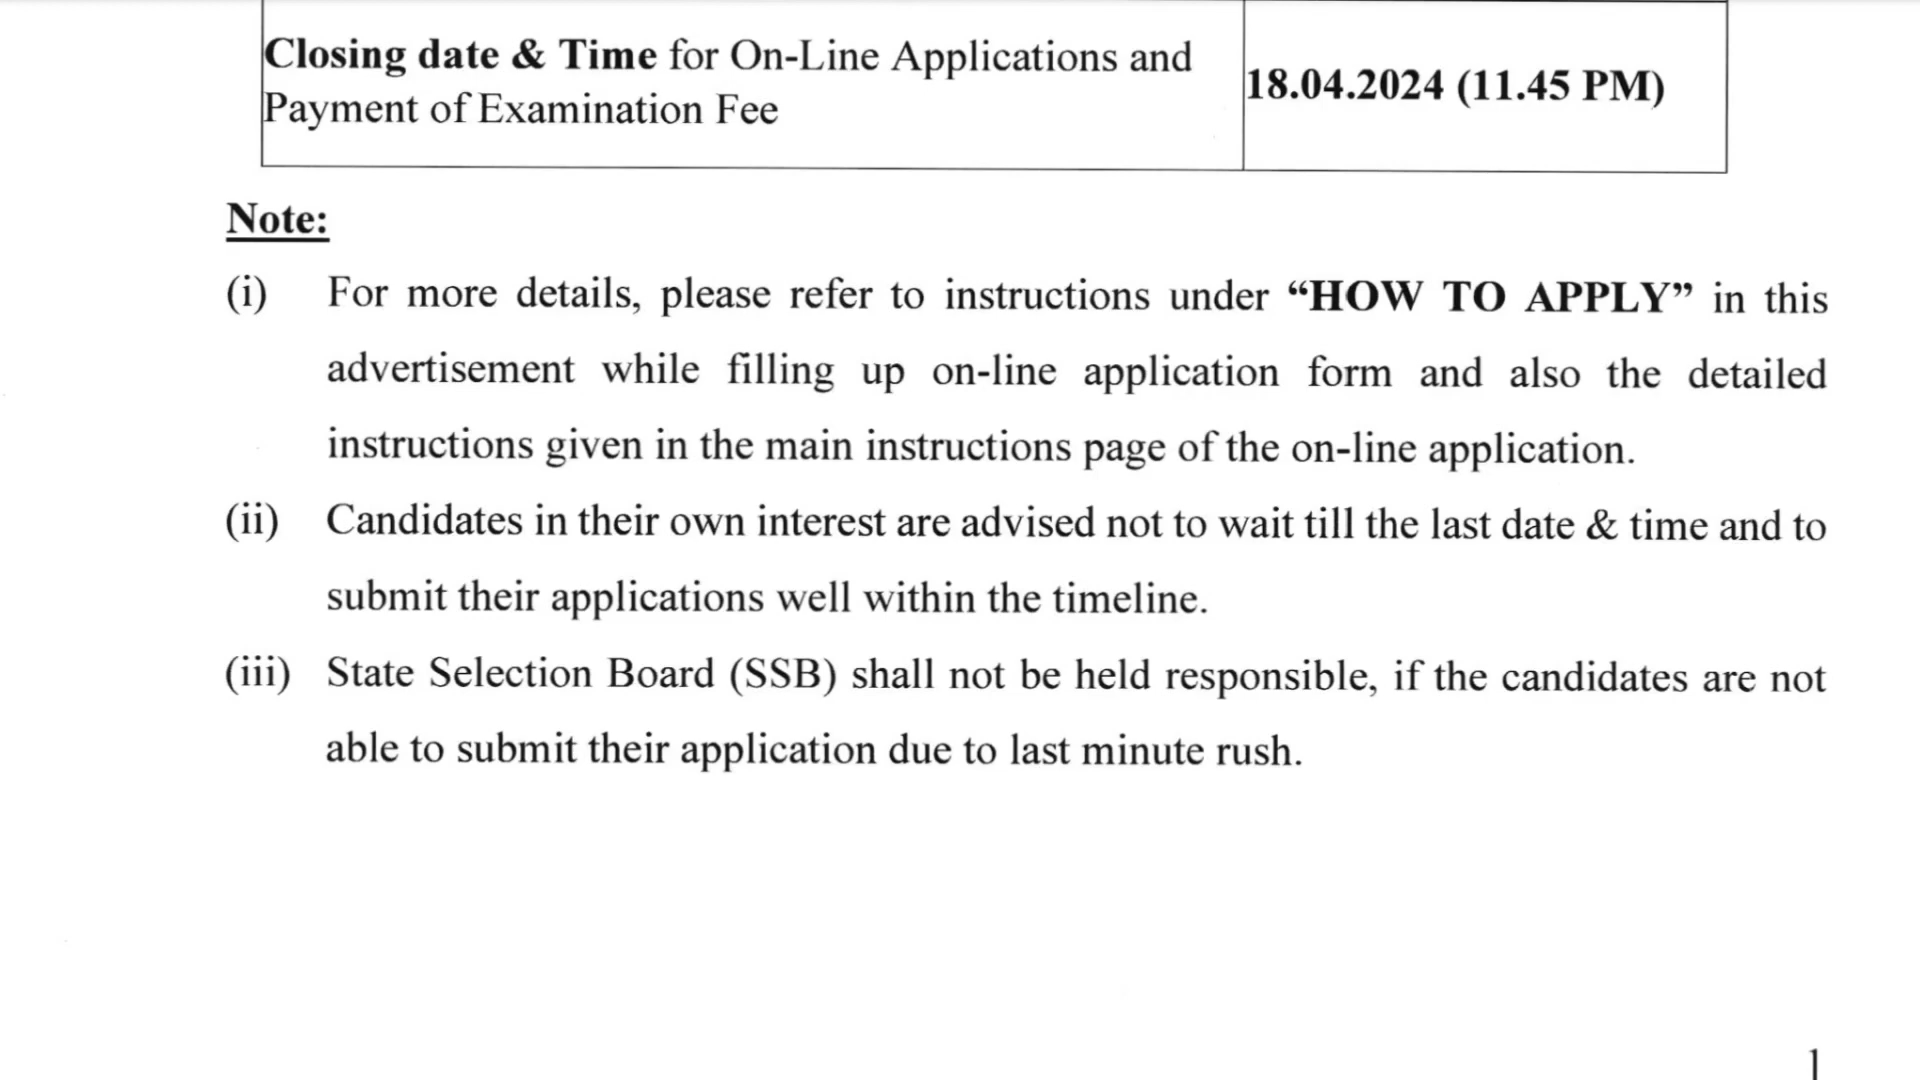 Closing date & Time for On-Line Applications and
Payment of Examination Fee
18.04.2024 (11.45 PM)
Note:
(i) For more details, please refer to instructions under “HOW TO APPLY” in this
advertisement while filling up on-line application form and also the detailed
instructions given in the main instructions page of the on-line application.
(ii) Candidates in their own interest are advised not to wait till the last date & time and to
submit their applications well within the timeline.
(iii) State Selection Board (SSB) shall not be held responsible, if the candidates are not
able to submit their application due to last minute rush.
1